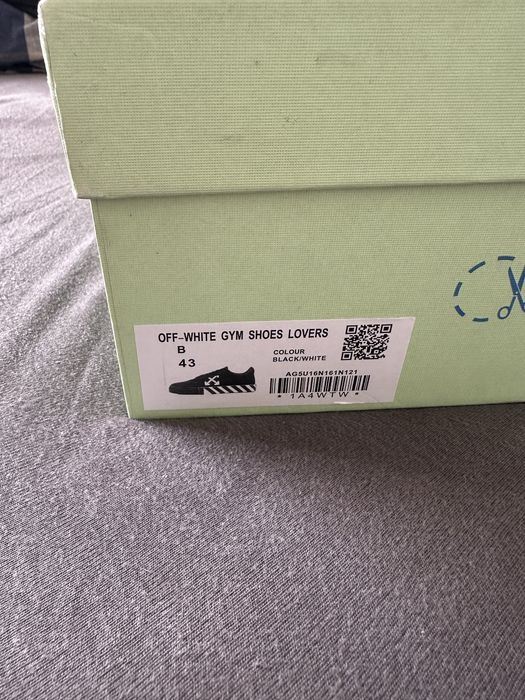 OFF-WHITE GYM SHOES LOVERS
B
43
COLOUR
BLACK/WHITE
AG5U16N161N121
* 1A4WTW *